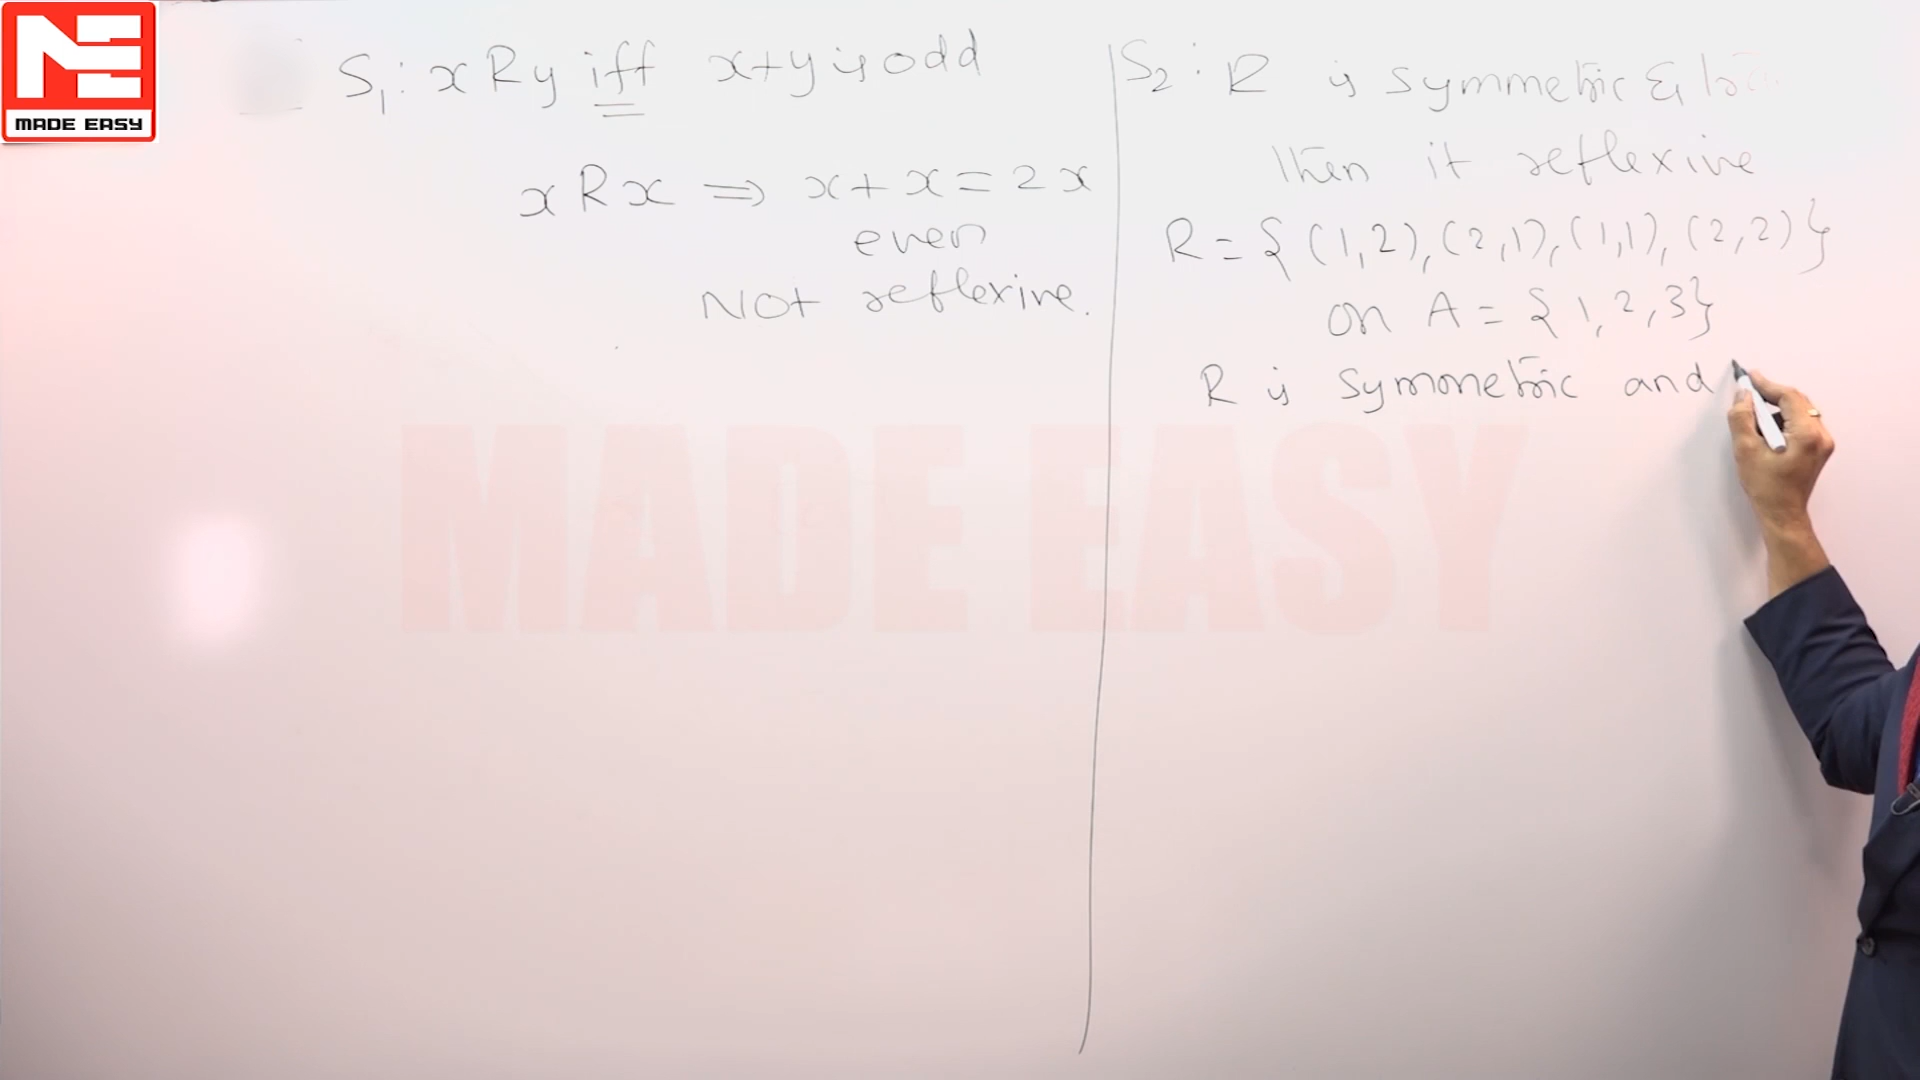 ME
MADE EASY
S₁: x R y iff x+y is odd
x R x ⟹ x+x = 2x
even
Not reflexive.
S₂: R is symmetric &
then it reflexive
R = { (1,2), (2,1), (1,1), (2,2) }
on A = { 1, 2, 3 }
R is symmetric and
MADE EASY